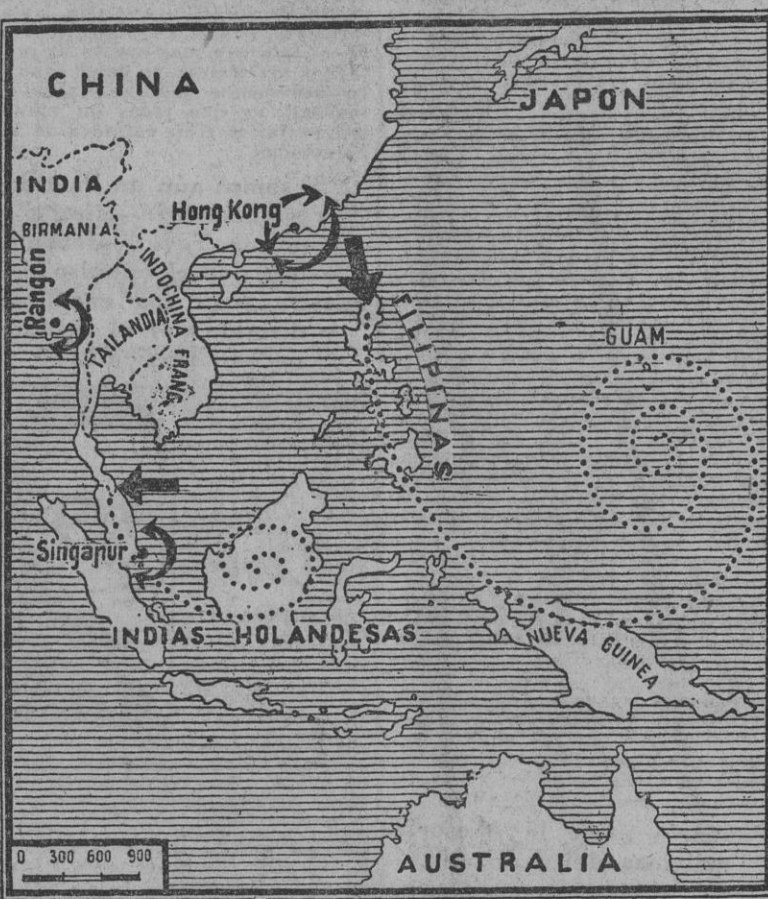 CHINA
JAPON
INDIA
Hong Kong
BIRMANIA
INDOCHINA FRANC.
Rangon
TAILANDIA
FILIPINAS
GUAM
Singapur
INDIAS HOLANDESAS
NUEVA GUINEA
0 300 600 900
AUSTRALIA